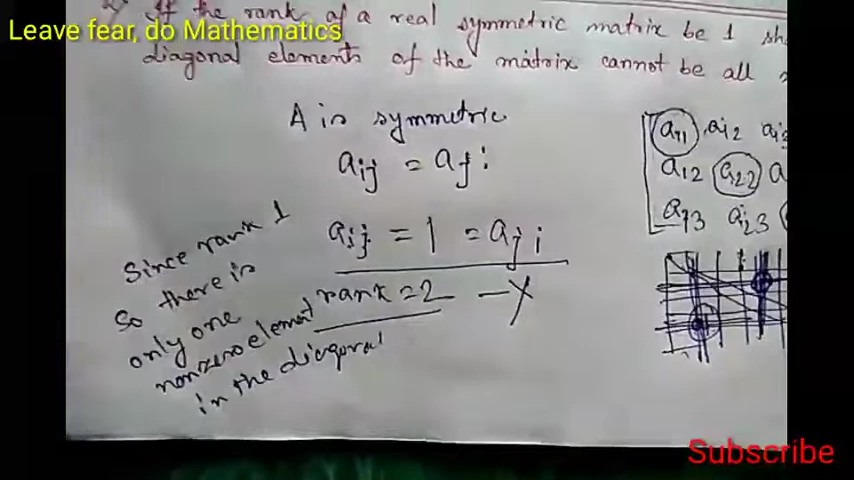 If the rank of a real symmetric matrix be 1
Leave fear, do Mathematics
diagonal elements of the matrix cannot be all
A is symmetric
aij = aji
aij = 1 = aji
rank = 2
Since rank 1
So there is
only one
nonzero element
in the diagonal
a11 a12
a12 a22 a
a13 a23
Subscribe